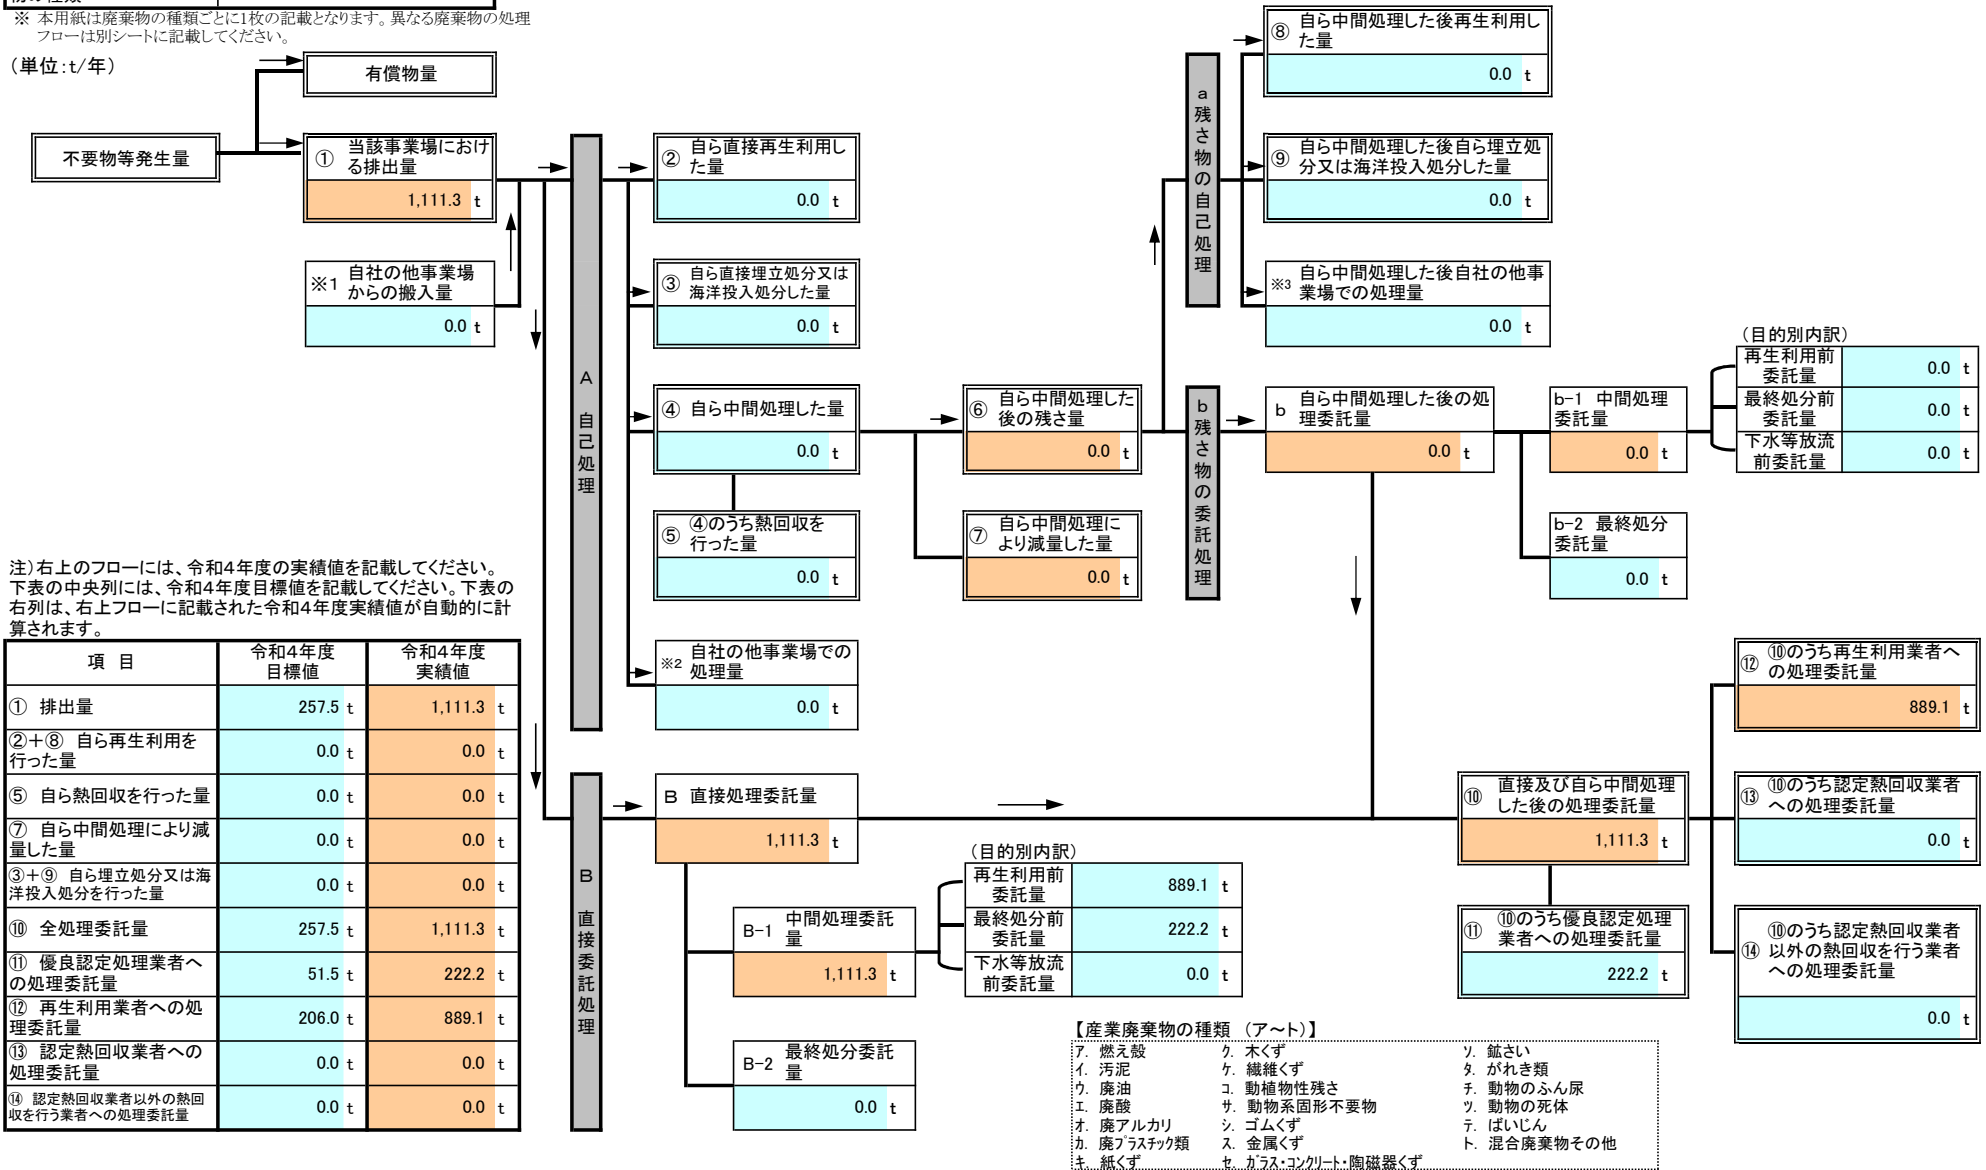 ※ 本用紙は廃棄物の種類ごとに1枚の記載となります。異なる廃棄物の処理
フローは別シートに記載してください。
（単位：t/年）
有償物量
不要物等発生量
① 当該事業場におけ
る排出量
1,111.3 t
※1 自社の他事業場
からの搬入量
0.0 t
A 自己処理
② 自ら直接再生利用し
た量
0.0 t
③ 自ら直接埋立処分又は
海洋投入処分した量
0.0 t
④ 自ら中間処理した量
0.0 t
⑤ ④のうち熱回収を
行った量
0.0 t
※2 自社の他事業場での
処理量
0.0 t
⑥ 自ら中間処理した
後の残さ量
0.0 t
⑦ 自ら中間処理に
より減量した量
0.0 t
a 残さ物の自己処理
⑧ 自ら中間処理した後再生利用し
た量
0.0 t
⑨ 自ら中間処理した後自ら埋立処
分又は海洋投入処分した量
0.0 t
※3 自ら中間処理した後自社の他事
業場での処理量
0.0 t
b 残さ物の委託処理
b 自ら中間処理した後の処
理委託量
0.0 t
b-1 中間処理
委託量
0.0 t
b-2 最終処分
委託量
0.0 t
（目的別内訳）
再生利用前
委託量 0.0 t
最終処分前
委託量 0.0 t
下水等放流
前委託量 0.0 t
注）右上のフローには、令和4年度の実績値を記載してください。
下表の中央列には、令和4年度目標値を記載してください。下表の
右列は、右上フローに記載された令和4年度実績値が自動的に計
算されます。
項 目 令和4年度
目標値 令和4年度
実績値
① 排出量 257.5 t 1,111.3 t
②＋⑧ 自ら再生利用を
行った量 0.0 t 0.0 t
⑤ 自ら熱回収を行った量 0.0 t 0.0 t
⑦ 自ら中間処理により減
量した量 0.0 t 0.0 t
③＋⑨ 自ら埋立処分又は海
洋投入処分を行った量 0.0 t 0.0 t
⑩ 全処理委託量 257.5 t 1,111.3 t
⑪ 優良認定処理業者へ
の処理委託量 51.5 t 222.2 t
⑫ 再生利用業者への処
理委託量 206.0 t 889.1 t
⑬ 認定熱回収業者への
処理委託量 0.0 t 0.0 t
⑭ 認定熱回収業者以外の熱回
収を行う業者への処理委託量 0.0 t 0.0 t
B 直接委託処理
B 直接処理委託量
1,111.3 t
B-1 中間処理委託
量
1,111.3 t
B-2 最終処分委託
量
0.0 t
（目的別内訳）
再生利用前
委託量 889.1 t
最終処分前
委託量 222.2 t
下水等放流
前委託量 0.0 t
⑩ 直接及び自ら中間処理
した後の処理委託量
1,111.3 t
⑪ ⑩のうち優良認定処理
業者への処理委託量
222.2 t
⑫ ⑩のうち再生利用業者へ
の処理委託量
889.1 t
⑬ ⑩のうち認定熱回収業者
への処理委託量
0.0 t
⑭ ⑩のうち認定熱回収業者
以外の熱回収を行う業者
への処理委託量
0.0 t
【産業廃棄物の種類 （ア～ト）】
ア. 燃え殻 ク. 木くず ソ. 鉱さい
イ. 汚泥 ケ. 繊維くず タ. がれき類
ウ. 廃油 コ. 動植物性残さ チ. 動物のふん尿
エ. 廃酸 サ. 動物系固形不要物 ツ. 動物の死体
オ. 廃アルカリ シ. ゴムくず テ. ばいじん
カ. 廃プラスチック類 ス. 金属くず ト. 混合廃棄物その他
キ. 紙くず セ. ガラス・コンクリート・陶磁器くず